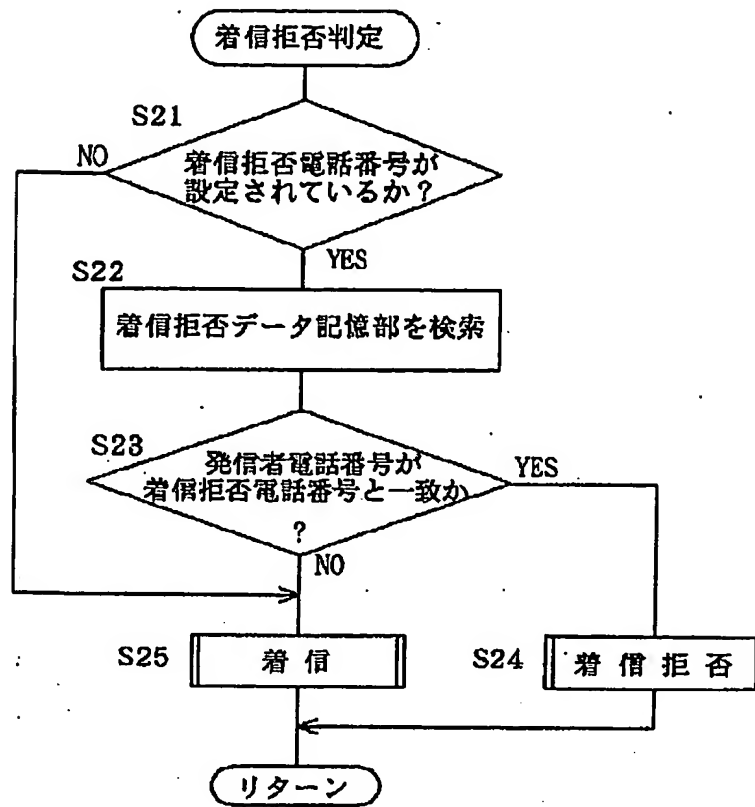 着信拒否判定
S21
NO
着信拒否電話番号が
設定されているか？
YES
S22
着信拒否データ記憶部を検索
S23
発信者電話番号が
着信拒否電話番号と一致か
？
YES
NO
S25
着信
S24
着信拒否
リターン